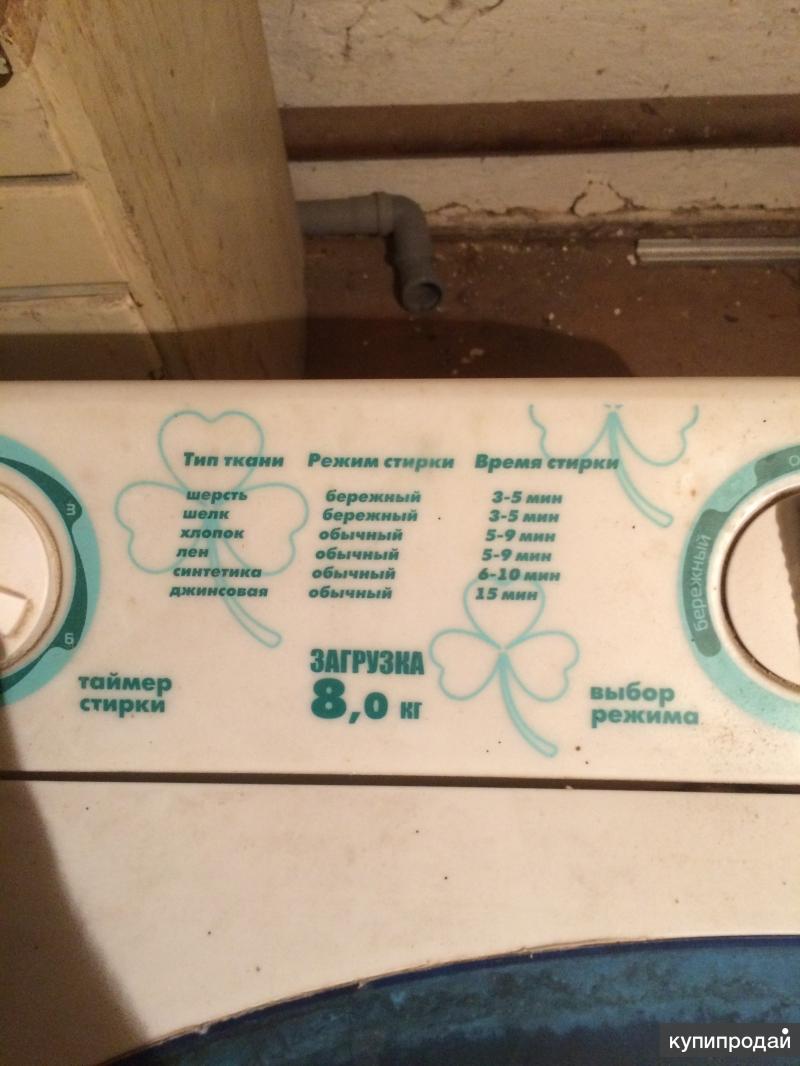 Тип ткани Режим стирки Время стирки
шерсть бережный 3-5 мин
шелк бережный 3-5 мин
хлопок обычный 5-9 мин
лен обычный 5-9 мин
синтетика обычный 6-10 мин
джинсовая обычный 15 мин
3
6
бережный
ЗАГРУЗКА
8,0 кг
таймер
стирки
выбор
режима
купипродай